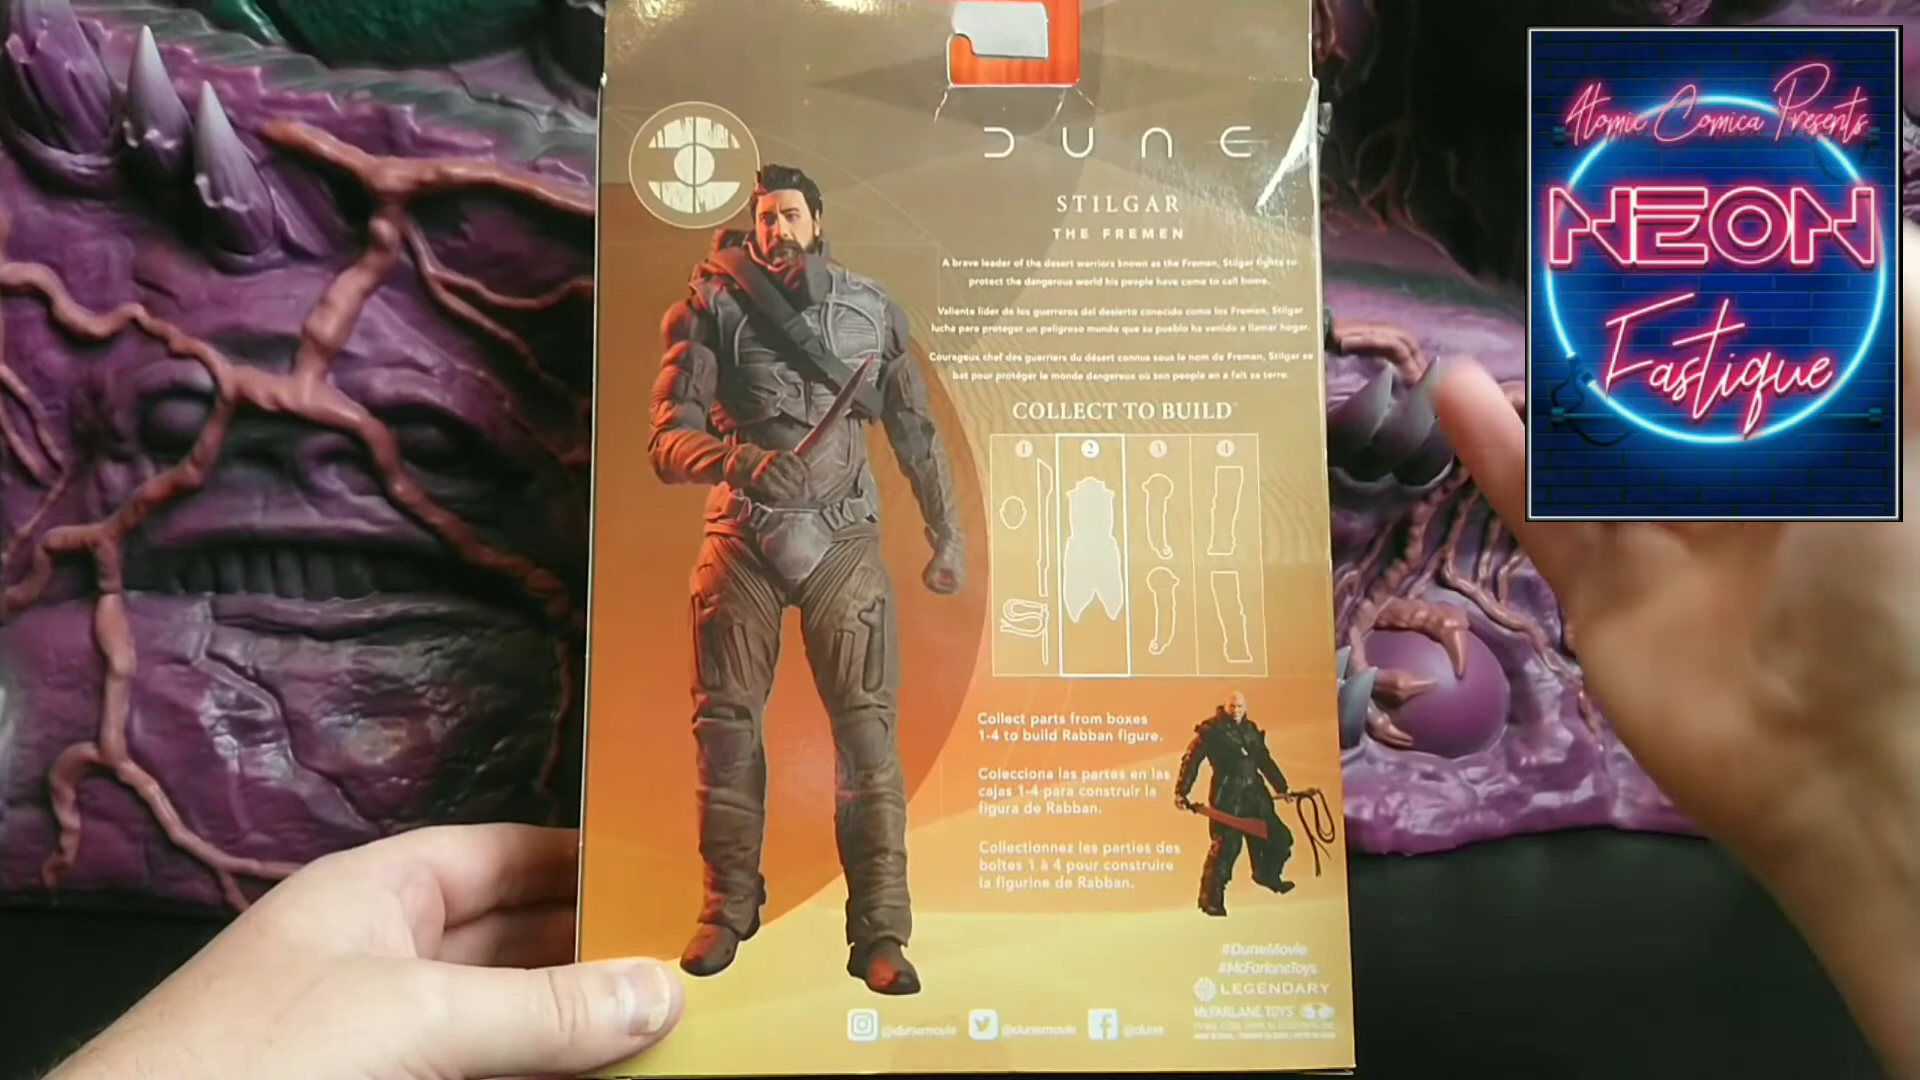 DUNE
STILGAR
THE FREMEN
A brave leader of the desert warriors known as the Fremen, Stilgar fights to
protect the dangerous world his people have come to call home.
Valiente líder de los guerreros del desierto conocido como los Fremen, Stilgar
lucha para proteger un peligroso mundo que su pueblo ha venido a llamar hogar.
Courageux chef des guerriers du désert connus sous le nom de Fremen, Stilgar se
bat pour protéger le monde dangereux où son people en a fait sa terre.
COLLECT TO BUILD™
1 2 3 4
Collect parts from boxes
1-4 to build Rabban figure.
Colecciona las partes en las
cajas 1-4 para construir la
figura de Rabban.
Collectionnez les parties des
boîtes 1 à 4 pour construire
la figurine de Rabban.
#DuneMovie
#McFarlaneToys
LEGENDARY
McFARLANE TOYS
@dunemovie @dunemovie @dune
Atomic Comica Presents
NEON
Fastique